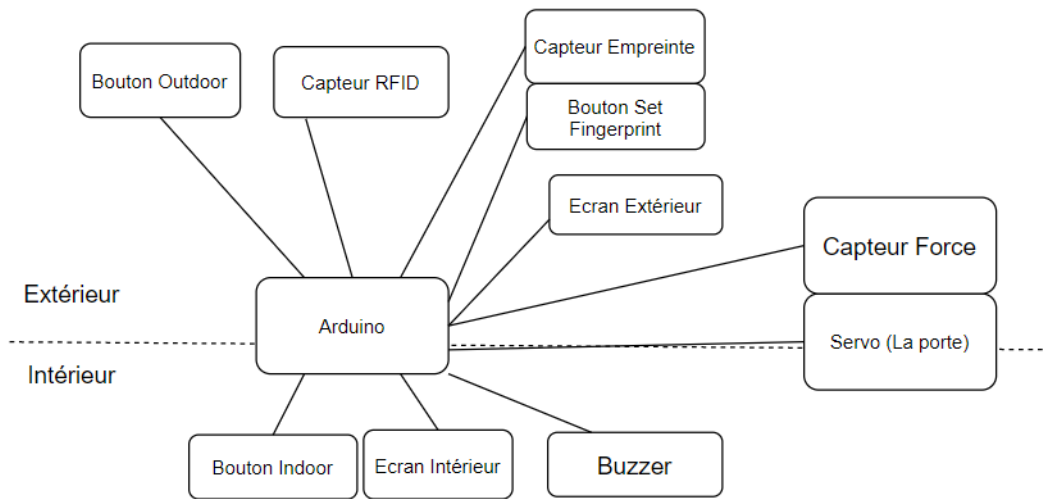 Capteur Empreinte
Bouton Outdoor
Capteur RFID
Bouton Set
Fingerprint
Ecran Extérieur
Capteur Force
Extérieur
Arduino
Servo (La porte)
Intérieur
Bouton Indoor
Ecran Intérieur
Buzzer